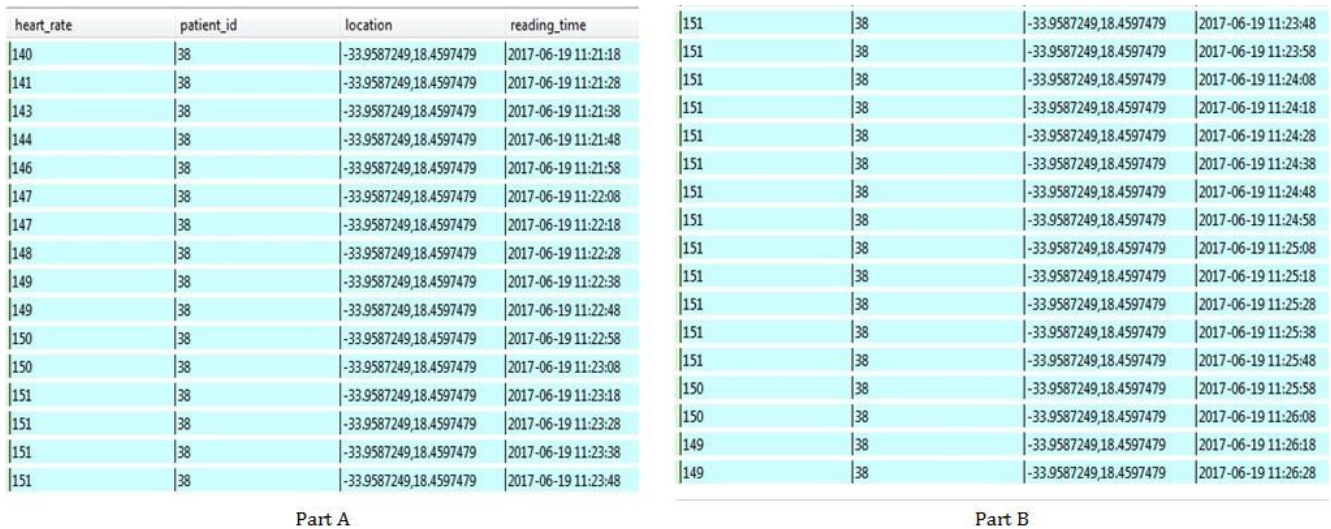 heart_rate patient_id location reading_time
140 38 -33.9587249,18.4597479 2017-06-19 11:21:18
141 38 -33.9587249,18.4597479 2017-06-19 11:21:28
143 38 -33.9587249,18.4597479 2017-06-19 11:21:38
144 38 -33.9587249,18.4597479 2017-06-19 11:21:48
146 38 -33.9587249,18.4597479 2017-06-19 11:21:58
147 38 -33.9587249,18.4597479 2017-06-19 11:22:08
147 38 -33.9587249,18.4597479 2017-06-19 11:22:18
148 38 -33.9587249,18.4597479 2017-06-19 11:22:28
149 38 -33.9587249,18.4597479 2017-06-19 11:22:38
149 38 -33.9587249,18.4597479 2017-06-19 11:22:48
150 38 -33.9587249,18.4597479 2017-06-19 11:22:58
150 38 -33.9587249,18.4597479 2017-06-19 11:23:08
151 38 -33.9587249,18.4597479 2017-06-19 11:23:18
151 38 -33.9587249,18.4597479 2017-06-19 11:23:28
151 38 -33.9587249,18.4597479 2017-06-19 11:23:38
151 38 -33.9587249,18.4597479 2017-06-19 11:23:48
Part A
151 38 -33.9587249,18.4597479 2017-06-19 11:23:48
151 38 -33.9587249,18.4597479 2017-06-19 11:23:58
151 38 -33.9587249,18.4597479 2017-06-19 11:24:08
151 38 -33.9587249,18.4597479 2017-06-19 11:24:18
151 38 -33.9587249,18.4597479 2017-06-19 11:24:28
151 38 -33.9587249,18.4597479 2017-06-19 11:24:38
151 38 -33.9587249,18.4597479 2017-06-19 11:24:48
151 38 -33.9587249,18.4597479 2017-06-19 11:24:58
151 38 -33.9587249,18.4597479 2017-06-19 11:25:08
151 38 -33.9587249,18.4597479 2017-06-19 11:25:18
151 38 -33.9587249,18.4597479 2017-06-19 11:25:28
151 38 -33.9587249,18.4597479 2017-06-19 11:25:38
151 38 -33.9587249,18.4597479 2017-06-19 11:25:48
150 38 -33.9587249,18.4597479 2017-06-19 11:25:58
150 38 -33.9587249,18.4597479 2017-06-19 11:26:08
149 38 -33.9587249,18.4597479 2017-06-19 11:26:18
149 38 -33.9587249,18.4597479 2017-06-19 11:26:28
Part B